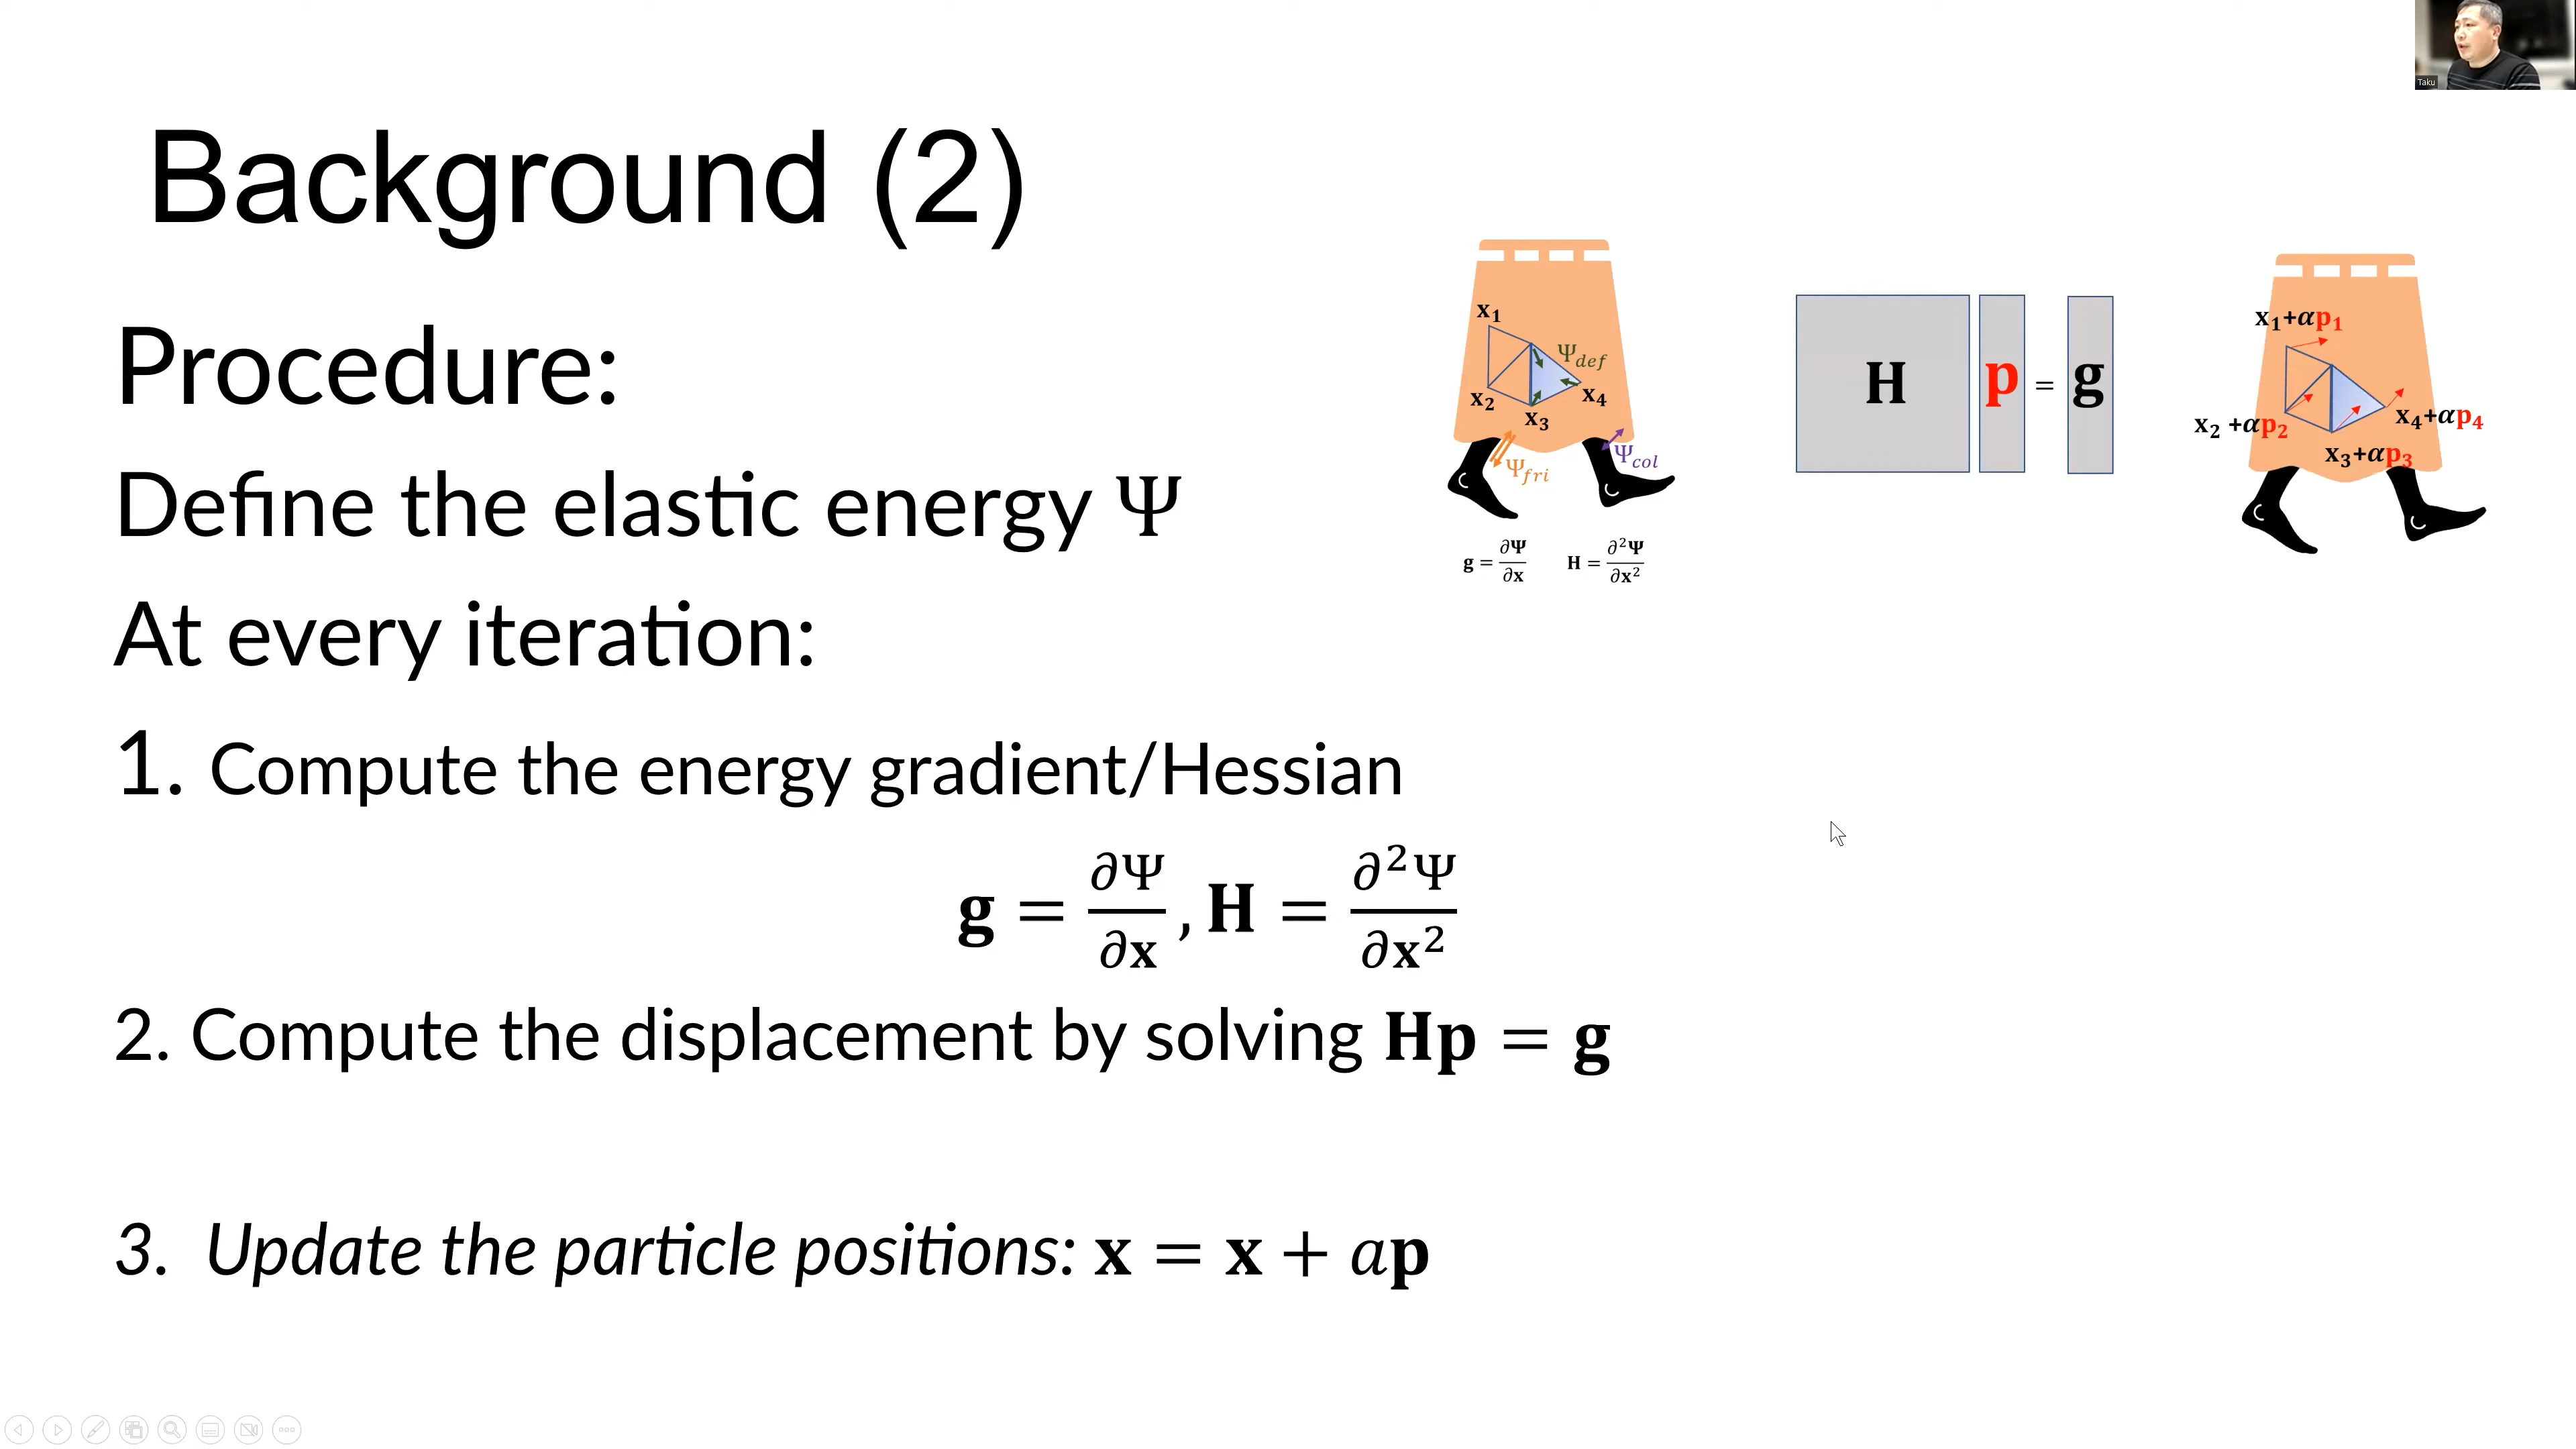 Taku
Background (2)
Procedure:
Define the elastic energy Ψ
At every iteration:
1. Compute the energy gradient/Hessian
g = ∂Ψ/∂x , H = ∂²Ψ/∂x²
2. Compute the displacement by solving Hp = g
3. Update the particle positions: x = x + ap
x₁
Ψdef
x₂
x₄
x₃
Ψfri
Ψcol
g = ∂Ψ/∂x H = ∂²Ψ/∂x²
H p = g
x₁+αp₁
x₂ +αp₂
x₄+αp₄
x₃+αp₃